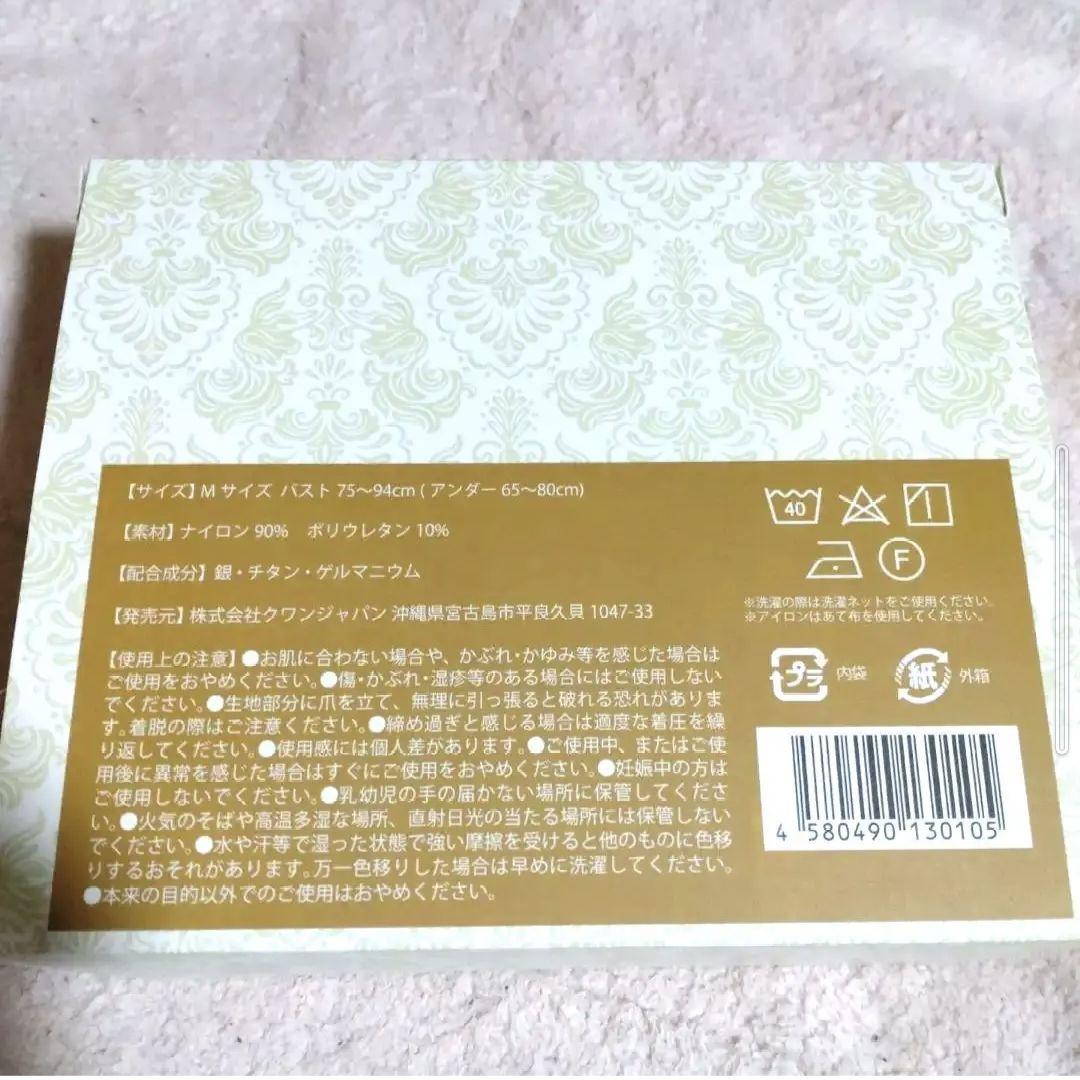 【サイズ】M サイズ バスト 75〜94cm ( アンダー 65〜80cm)
【素材】ナイロン 90% ポリウレタン 10%
【配合成分】銀・チタン・ゲルマニウム
【発売元】株式会社クワンジャパン 沖縄県宮古島市平良久貝 1047-33
【使用上の注意】●お肌に合わない場合や、かぶれ・かゆみ等を感じた場合は
ご使用をおやめください。●傷・かぶれ・湿疹等のある場合にはご使用しない
でください。●生地部分に爪を立て、無理に引っ張ると破れる恐れがありま
す。着脱の際はご注意ください。●締め過ぎと感じる場合は適度な着圧を繰
り返してください。●使用感には個人差があります。●ご使用中、またはご使
用後に異常を感じた場合はすぐにご使用をおやめください。●妊娠中の方は
ご使用しないでください。●乳幼児の手の届かない場所に保管してくださ
い。●火気のそばや高温多湿な場所、直射日光の当たる場所には保管しない
でください。●水や汗等で湿った状態で強い摩擦を受けると他のものに色移
りするおそれがあります。万一色移りした場合は早めに洗濯してください。
●本来の目的以外でのご使用はおやめください。
40
F
※洗濯の際は洗濯ネットをご使用ください。
※アイロンはあて布を使用してください。
プラ 内袋 紙 外箱
4 580490 130105